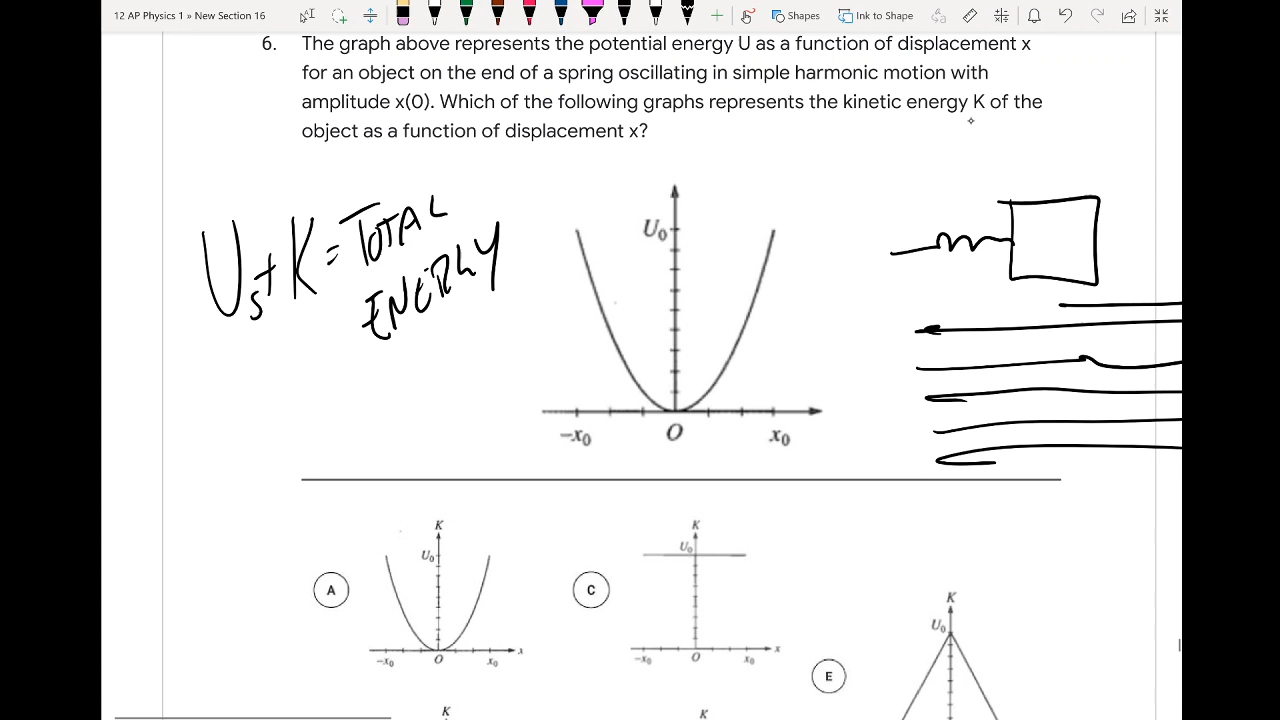 12 AP Physics 1 » New Section 16
Shapes
Ink to Shape
6. The graph above represents the potential energy U as a function of displacement x
for an object on the end of a spring oscillating in simple harmonic motion with
amplitude x(0). Which of the following graphs represents the kinetic energy K of the
object as a function of displacement x?
Us+K=TOTAL
ENERGY
U0
-x0 O x0
A
K
U0
-x0 O x0 x
C
K
U0
-x0 O x0 x
E
K
U0
K
K